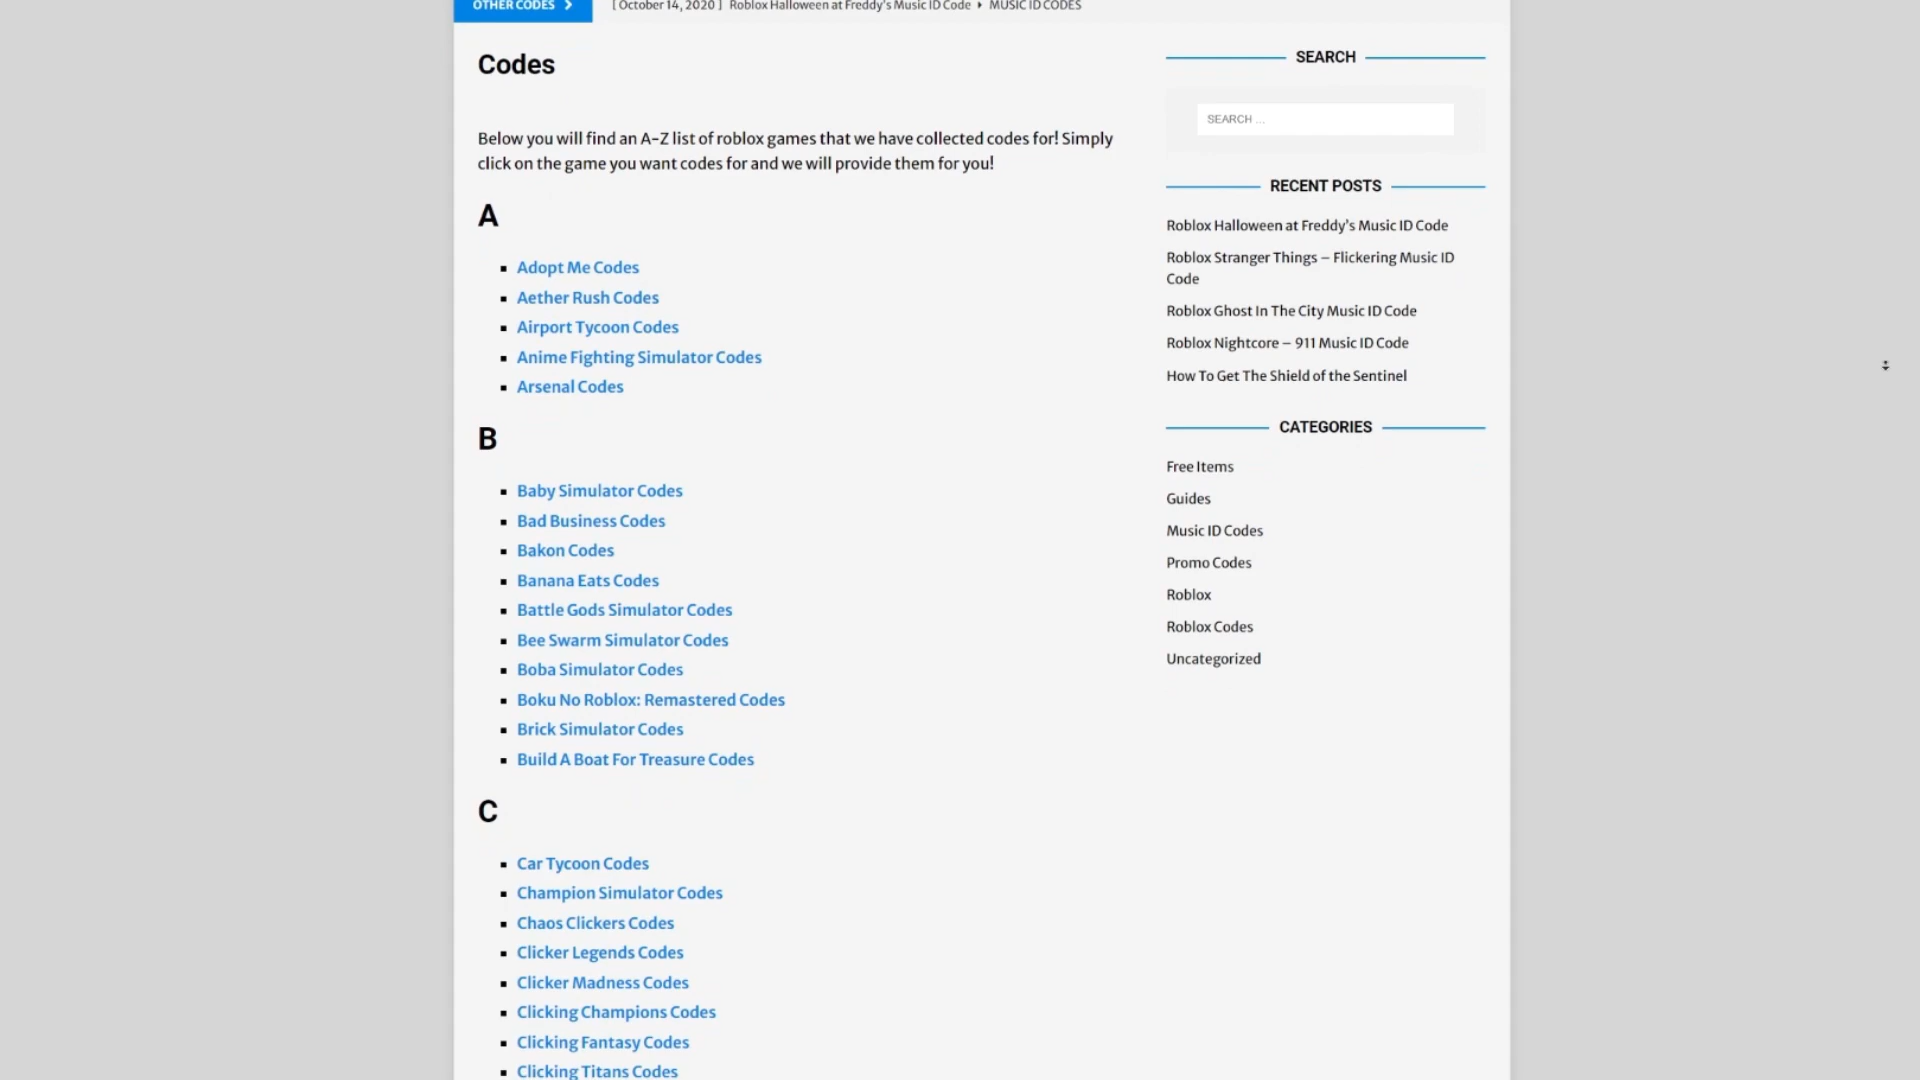 OTHER CODES
[ October 14, 2020 ] Roblox Halloween at Freddy's Music ID Code MUSIC ID CODES
Codes
Below you will find an A-Z list of roblox games that we have collected codes for! Simply
click on the game you want codes for and we will provide them for you!
A
Adopt Me Codes
Aether Rush Codes
Airport Tycoon Codes
Anime Fighting Simulator Codes
Arsenal Codes
B
Baby Simulator Codes
Bad Business Codes
Bakon Codes
Banana Eats Codes
Battle Gods Simulator Codes
Bee Swarm Simulator Codes
Boba Simulator Codes
Boku No Roblox: Remastered Codes
Brick Simulator Codes
Build A Boat For Treasure Codes
C
Car Tycoon Codes
Champion Simulator Codes
Chaos Clickers Codes
Clicker Legends Codes
Clicker Madness Codes
Clicking Champions Codes
Clicking Fantasy Codes
Clicking Titans Codes
SEARCH
SEARCH ...
RECENT POSTS
Roblox Halloween at Freddy's Music ID Code
Roblox Stranger Things – Flickering Music ID
Code
Roblox Ghost In The City Music ID Code
Roblox Nightcore – 911 Music ID Code
How To Get The Shield of the Sentinel
CATEGORIES
Free Items
Guides
Music ID Codes
Promo Codes
Roblox
Roblox Codes
Uncategorized